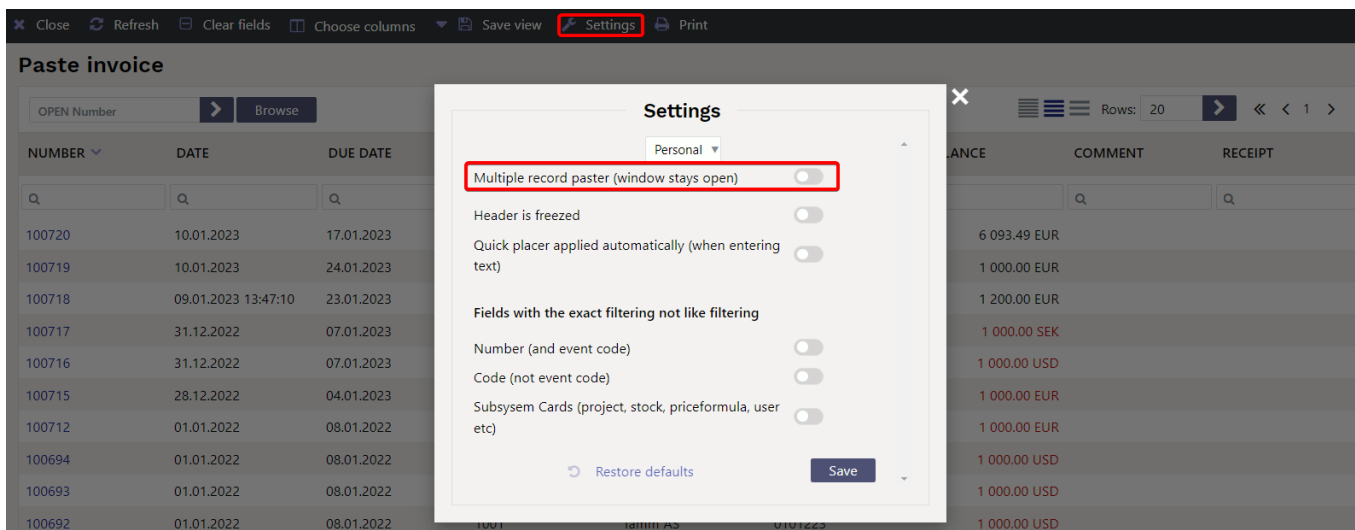 Close Refresh Clear fields Choose columns Save view Settings Print
Paste invoice
OPEN Number Browse Rows: 20 1
NUMBER DATE DUE DATE LANCE COMMENT RECEIPT
100720 10.01.2023 17.01.2023 6 093.49 EUR
100719 10.01.2023 24.01.2023 1 000.00 EUR
100718 09.01.2023 13:47:10 23.01.2023 1 200.00 EUR
100717 31.12.2022 07.01.2023 1 000.00 SEK
100716 31.12.2022 07.01.2023 1 000.00 USD
100715 28.12.2022 04.01.2023 1 000.00 EUR
100712 01.01.2022 08.01.2022 1 000.00 EUR
100694 01.01.2022 08.01.2022 1 000.00 USD
100693 01.01.2022 08.01.2022 1 000.00 USD
100692 01.01.2022 08.01.2022 1001 Tamm AS 0101223 1 000.00 USD
Settings
Personal
Multiple record paster (window stays open)
Header is freezed
Quick placer applied automatically (when entering
text)
Fields with the exact filtering not like filtering
Number (and event code)
Code (not event code)
Subsysem Cards (project, stock, priceformula, user
etc)
Restore defaults Save